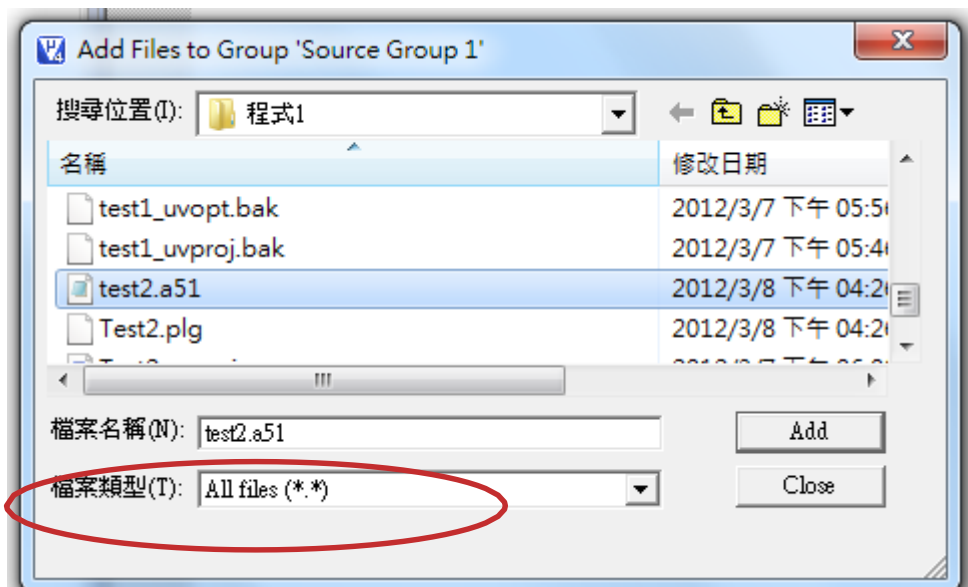 Add Files to Group 'Source Group 1'
搜尋位置(I): 程式1
名稱 修改日期
test1_uvopt.bak 2012/3/7 下午 05:5
test1_uvproj.bak 2012/3/7 下午 05:4
test2.a51 2012/3/8 下午 04:2
Test2.plg 2012/3/8 下午 04:2
檔案名稱(N): test2.a51 Add
檔案類型(T): All files (*.*) Close